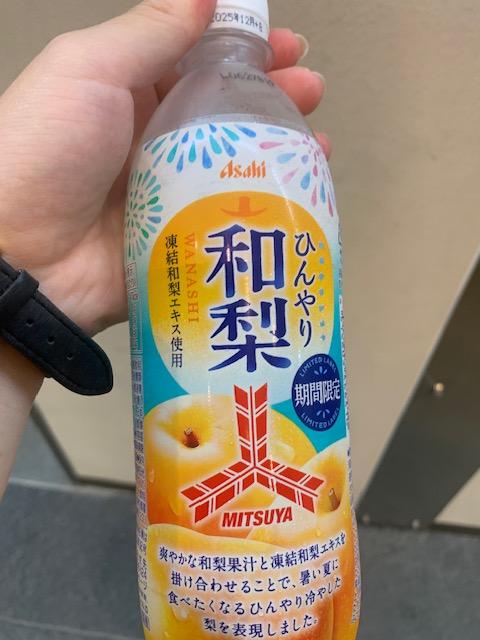 2025年12月
Asahi
ひんやり
和梨
WANASHI
凍結和梨エキス使用
LIMITED LABEL
期間限定
LIMITED LABEL
MITSUYA
爽やかな和梨果汁と凍結和梨エキスを
掛け合わせることで、暑い夏に
食べたくなるひんやり冷やした
梨を表現しました。